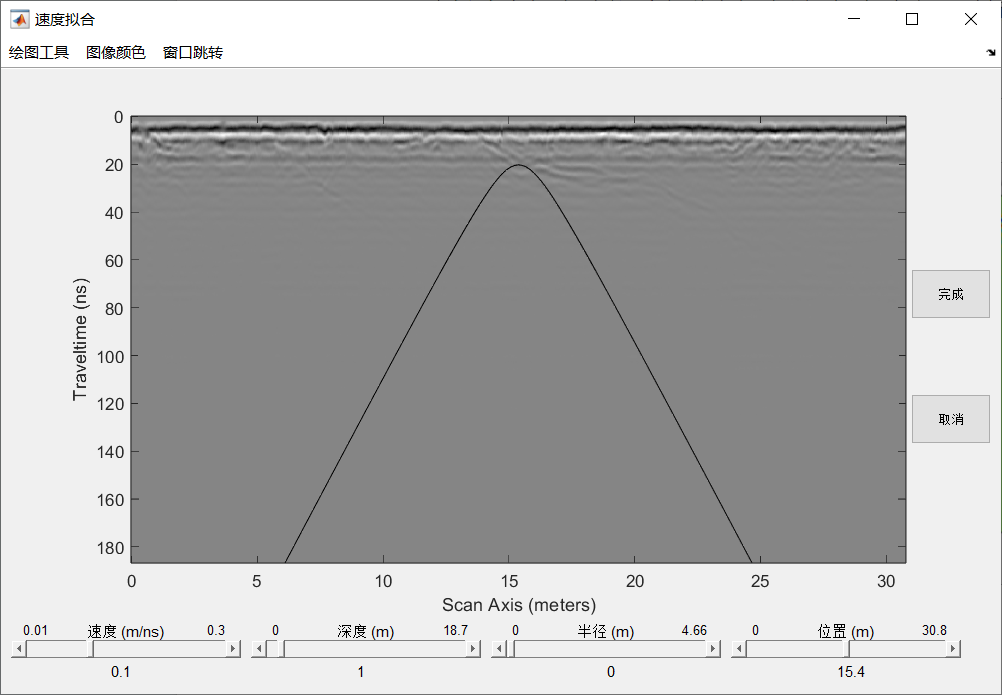 速度拟合
绘图工具 图像颜色 窗口跳转
0
20
40
60
80
100
120
140
160
180
Traveltime (ns)
0 5 10 15 20 25 30
Scan Axis (meters)
完成
取消
0.01 速度 (m/ns) 0.3 0 深度 (m) 18.7 0 半径 (m) 4.66 0 位置 (m) 30.8
0.1 1 0 15.4